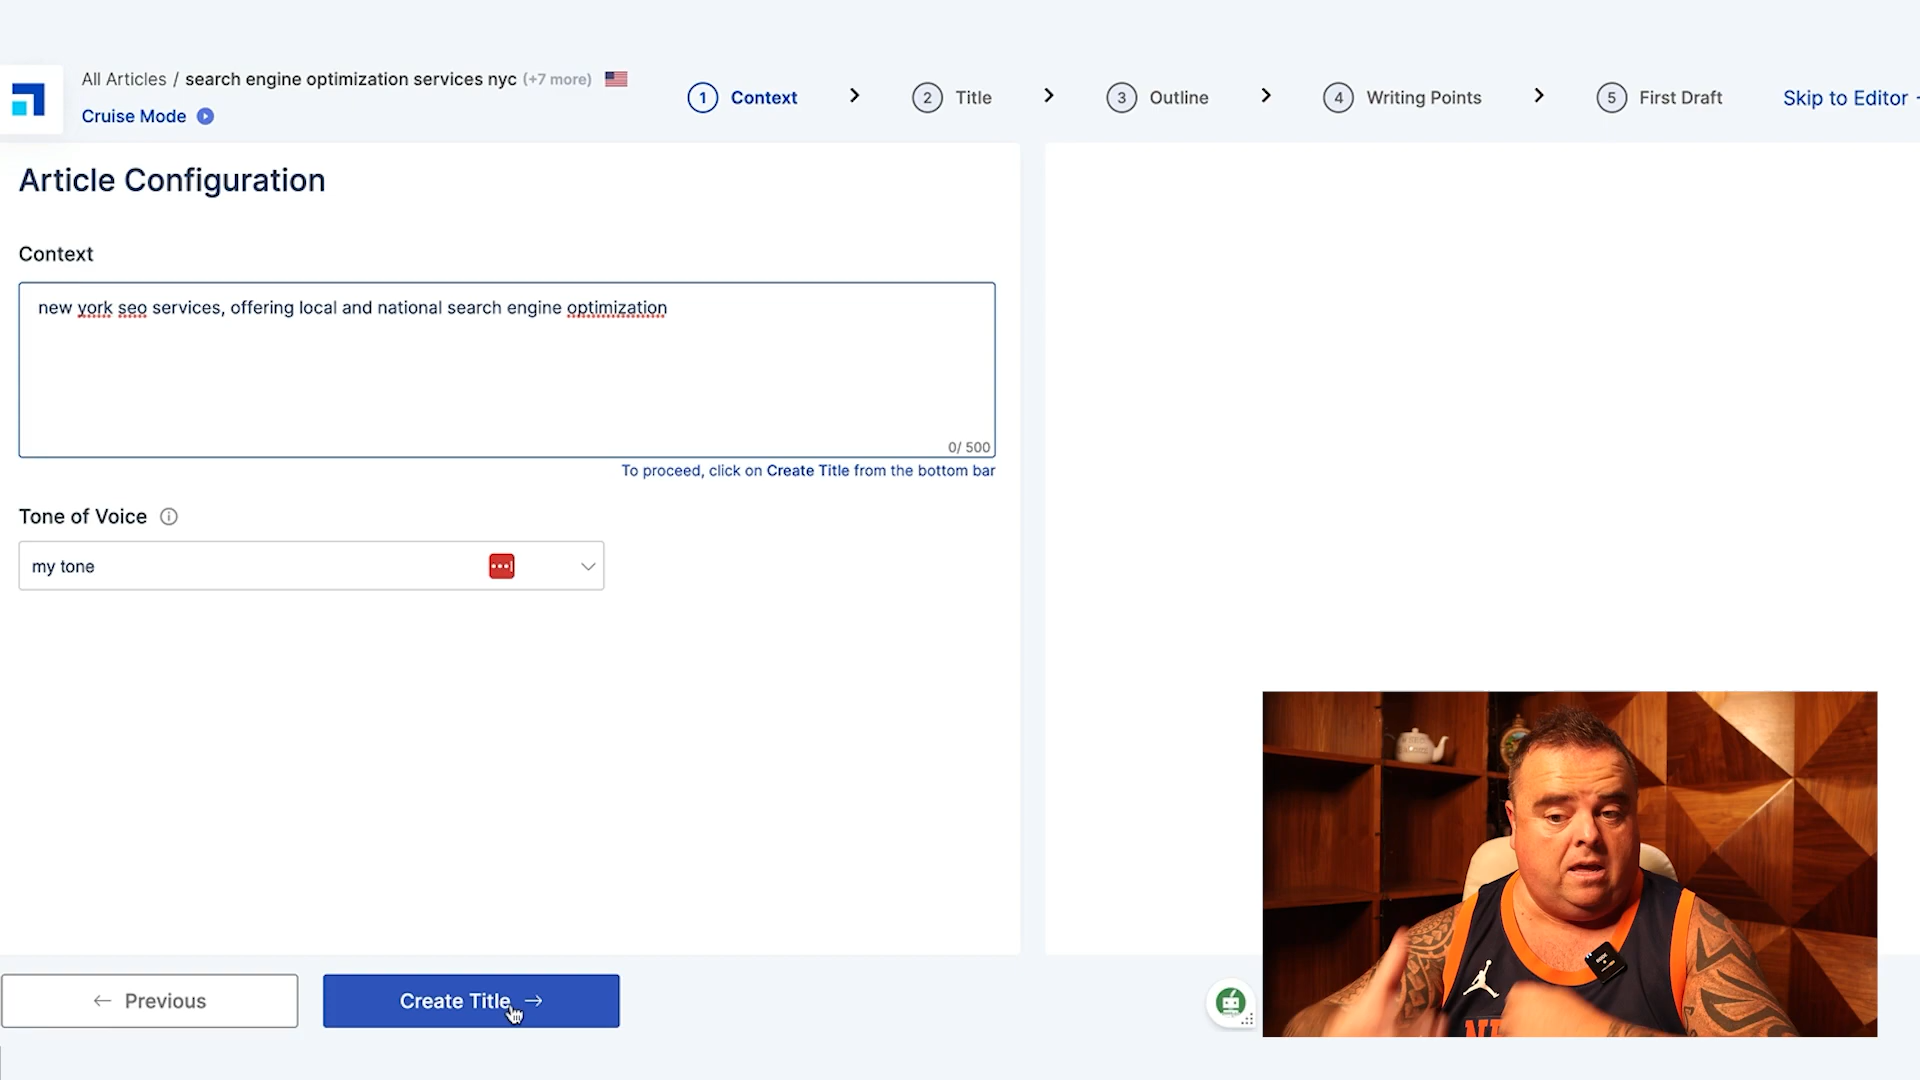 All Articles / search engine optimization services nyc (+7 more)
Cruise Mode
1 Context
2 Title
3 Outline
4 Writing Points
5 First Draft
Skip to Editor
Article Configuration
Context
new york seo services, offering local and national search engine optimization
0/ 500
To proceed, click on Create Title from the bottom bar
Tone of Voice
my tone
← Previous
Create Title →